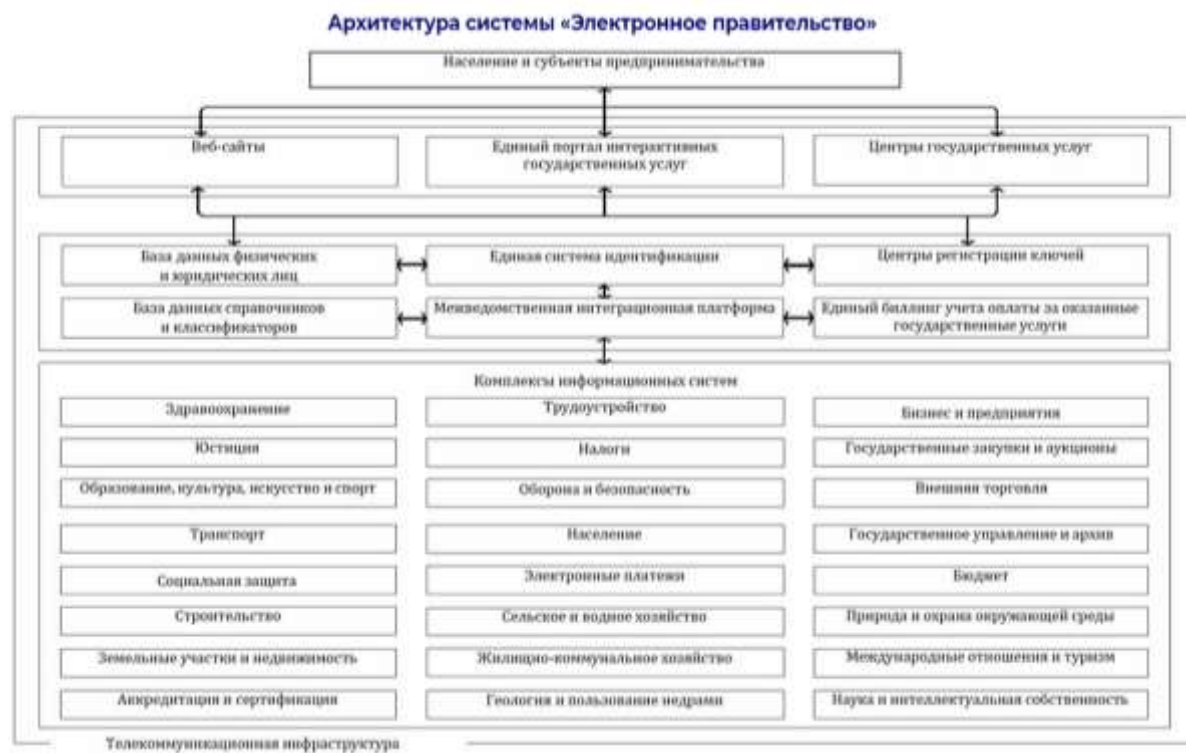 Архитектура системы «Электронное правительство»
Население и субъекты предпринимательства
Веб-сайты
Единый портал интерактивных
государственных услуг
Центры государственных услуг
База данных физических
и юридических лиц
Единая система идентификации
Центры регистрации ключей
База данных справочников
и классификаторов
Межведомственная интеграционная платформа
Единый биллинг учета оплаты за оказанные
государственные услуги
Комплексы информационных систем
Здравоохранение
Трудоустройство
Бизнес и предприятия
Юстиция
Налоги
Государственные закупки и аукционы
Образование, культура, искусство и спорт
Оборона и безопасность
Внешняя торговля
Транспорт
Население
Государственное управление и архив
Социальная защита
Электронные платежи
Бюджет
Строительство
Сельское и водное хозяйство
Природа и охрана окружающей среды
Земельные участки и недвижимость
Жилищно-коммунальное хозяйство
Международные отношения и туризм
Аккредитация и сертификация
Геология и пользование недрами
Наука и интеллектуальная собственность
Телекоммуникационная инфраструктура